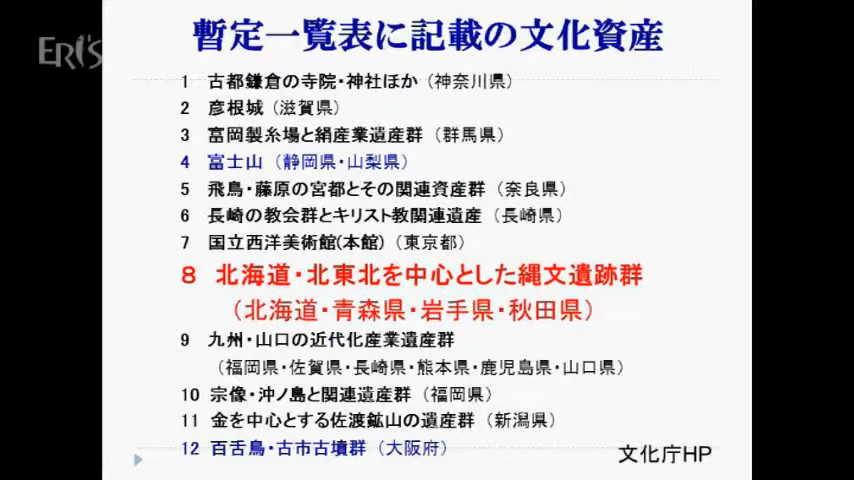 ERI's
暫定一覧表に記載の文化資産
1 古都鎌倉の寺院・神社ほか（神奈川県）
2 彦根城（滋賀県）
3 富岡製糸場と絹産業遺産群（群馬県）
4 富士山（静岡県・山梨県）
5 飛鳥・藤原の宮都とその関連資産群（奈良県）
6 長崎の教会群とキリスト教関連遺産（長崎県）
7 国立西洋美術館(本館)（東京都）
8 北海道・北東北を中心とした縄文遺跡群
（北海道・青森県・岩手県・秋田県）
9 九州・山口の近代化産業遺産群
（福岡県・佐賀県・長崎県・熊本県・鹿児島県・山口県）
10 宗像・沖ノ島と関連遺産群（福岡県）
11 金を中心とする佐渡鉱山の遺産群（新潟県）
12 百舌鳥・古市古墳群（大阪府）
文化庁HP